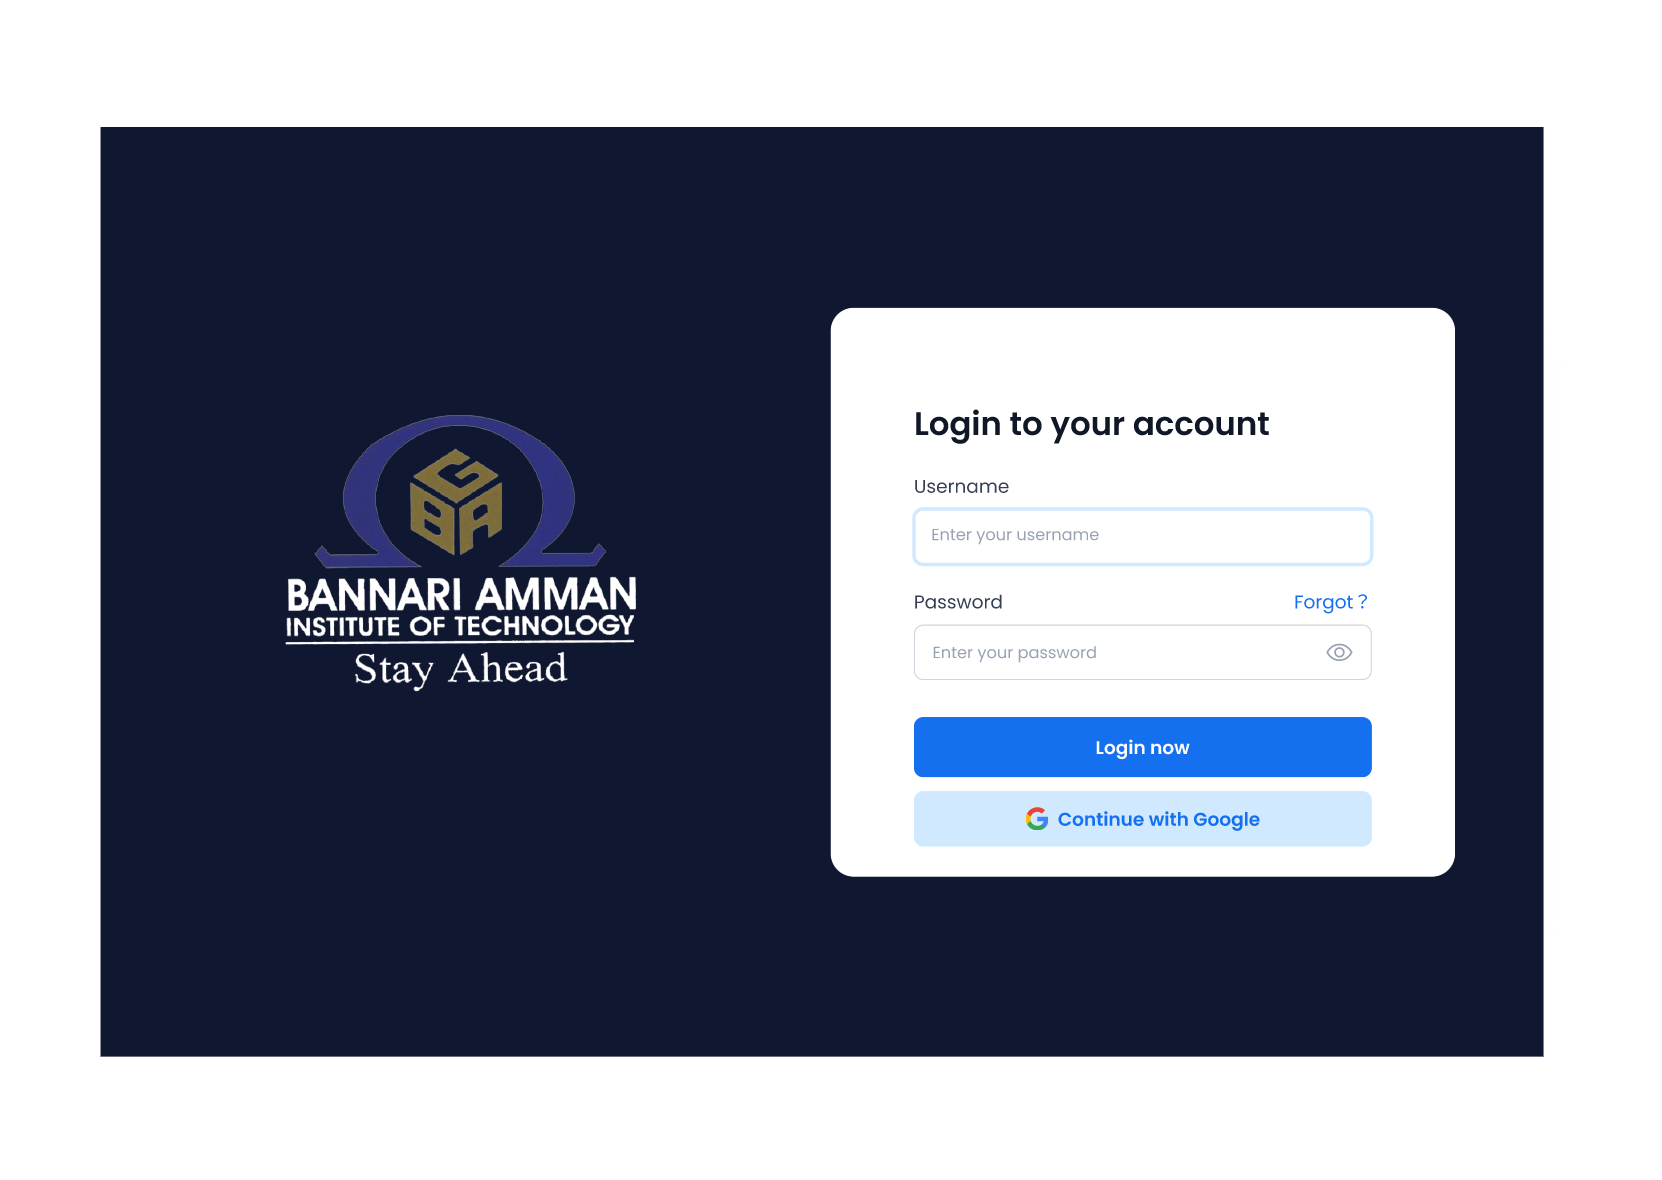 G
B A
BANNARI AMMAN
INSTITUTE OF TECHNOLOGY
Stay Ahead
Login to your account
Username
Enter your username
Password
Forgot ?
Enter your password
Login now
Continue with Google